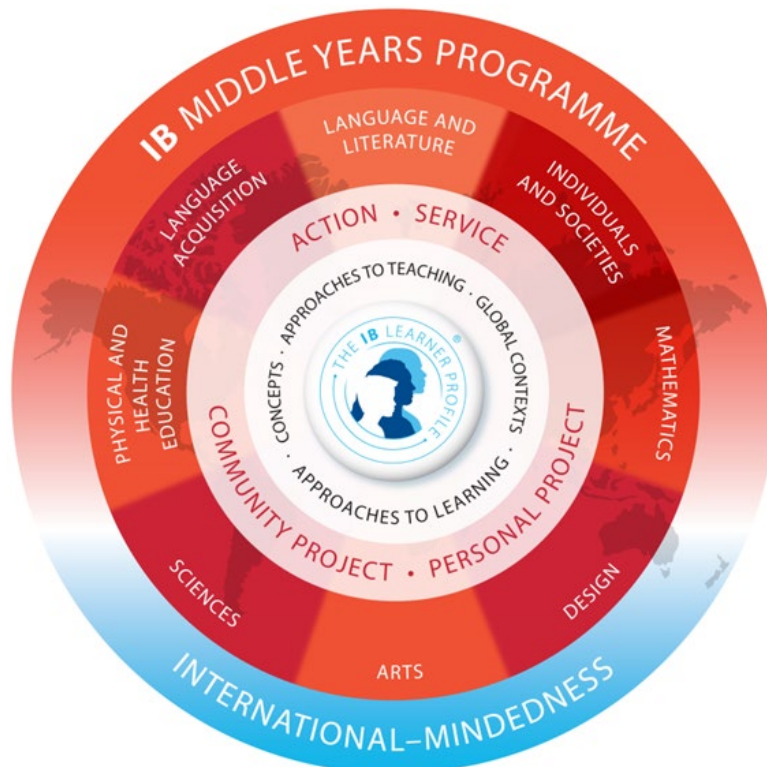 IB MIDDLE YEARS PROGRAMME
LANGUAGE AND
LITERATURE
INDIVIDUALS
AND SOCIETIES
MATHEMATICS
DESIGN
ARTS
SCIENCES
PHYSICAL AND
HEALTH
EDUCATION
LANGUAGE
ACQUISITION
ACTION • SERVICE
COMMUNITY PROJECT • PERSONAL PROJECT
· CONCEPTS · APPROACHES TO TEACHING · GLOBAL CONTEXTS ·
APPROACHES TO LEARNING
· THE IB LEARNER PROFILE · ®
INTERNATIONAL–MINDEDNESS